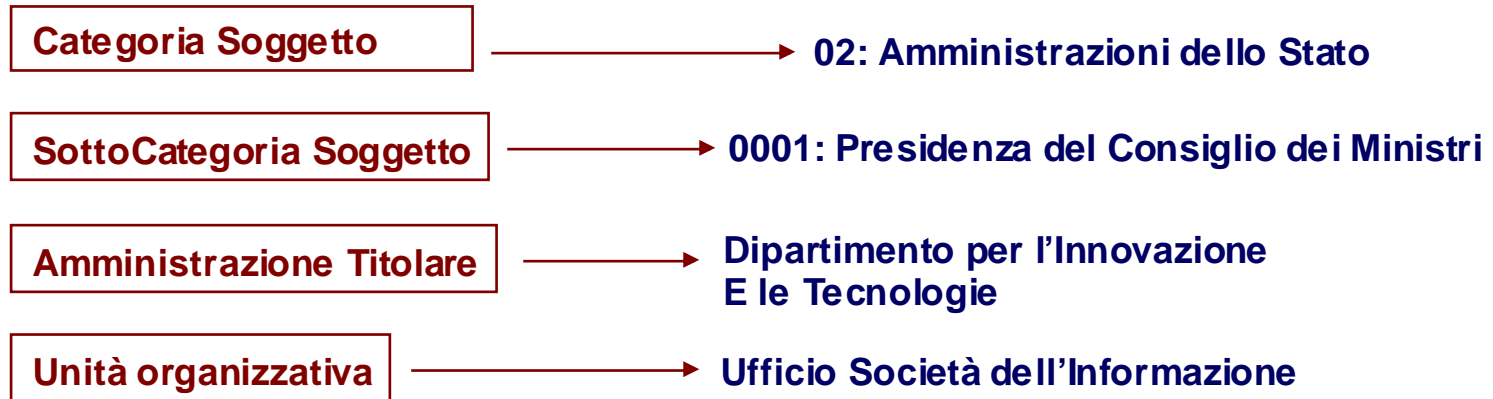 Categoria Soggetto
02: Amministrazioni dello Stato
SottoCategoria Soggetto
0001: Presidenza del Consiglio dei Ministri
Amministrazione Titolare
Dipartimento per l'Innovazione
E le Tecnologie
Unità organizzativa
Ufficio Società dell'Informazione